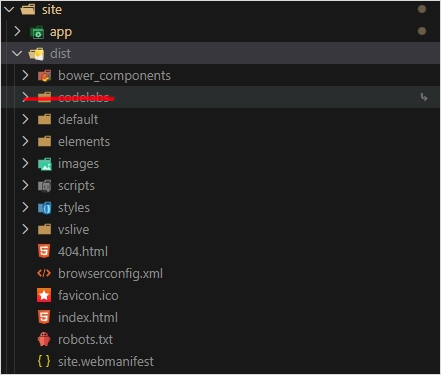 site
app
dist
bower_components
codelabs
default
elements
images
scripts
styles
vslive
404.html
browserconfig.xml
favicon.ico
index.html
robots.txt
site.webmanifest